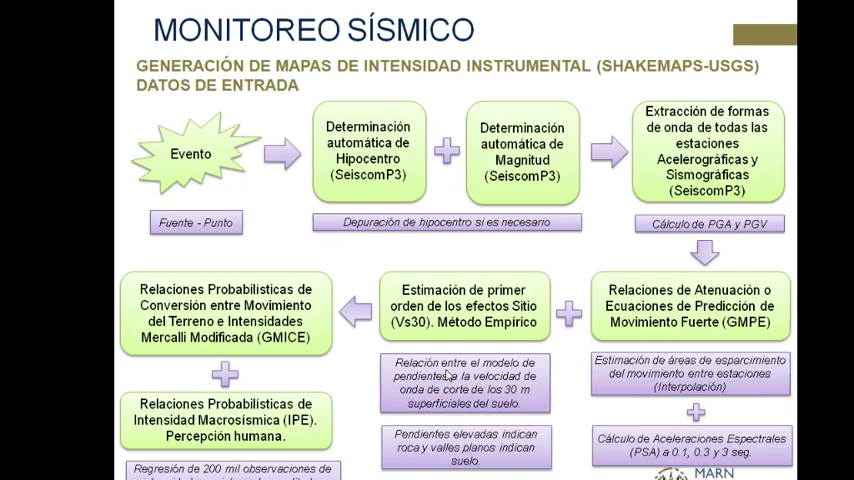 MONITOREO SÍSMICO
GENERACIÓN DE MAPAS DE INTENSIDAD INSTRUMENTAL (SHAKEMAPS-USGS)
DATOS DE ENTRADA
Evento
Fuente - Punto
Determinación
automática de
Hipocentro
(SeiscomP3)
Determinación
automática de
Magnitud
(SeiscomP3)
Depuración de hipocentro si es necesario
Extracción de formas
de onda de todas las
estaciones
Acelerográficas y
Sismográficas
(SeiscomP3)
Cálculo de PGA y PGV
Relaciones de Atenuación o
Ecuaciones de Predicción de
Movimiento Fuerte (GMPE)
Estimación de áreas de esparcimiento
del movimiento entre estaciones
(Interpolación)
Cálculo de Aceleraciones Espectrales
(PSA) a 0.1, 0.3 y 3 seg.
Estimación de primer
orden de los efectos Sitio
(Vs30). Método Empírico
Relación entre el modelo de
pendientes a la velocidad de
onda de corte de los 30 m
superficiales del suelo.
Pendientes elevadas indican
roca y valles planos indican
suelo.
Relaciones Probabilísticas de
Conversión entre Movimiento
del Terreno e Intensidades
Mercalli Modificada (GMICE)
Relaciones Probabilísticas de
Intensidad Macrosísmica (IPE).
Percepción humana.
Regresión de 200 mil observaciones de
MARN